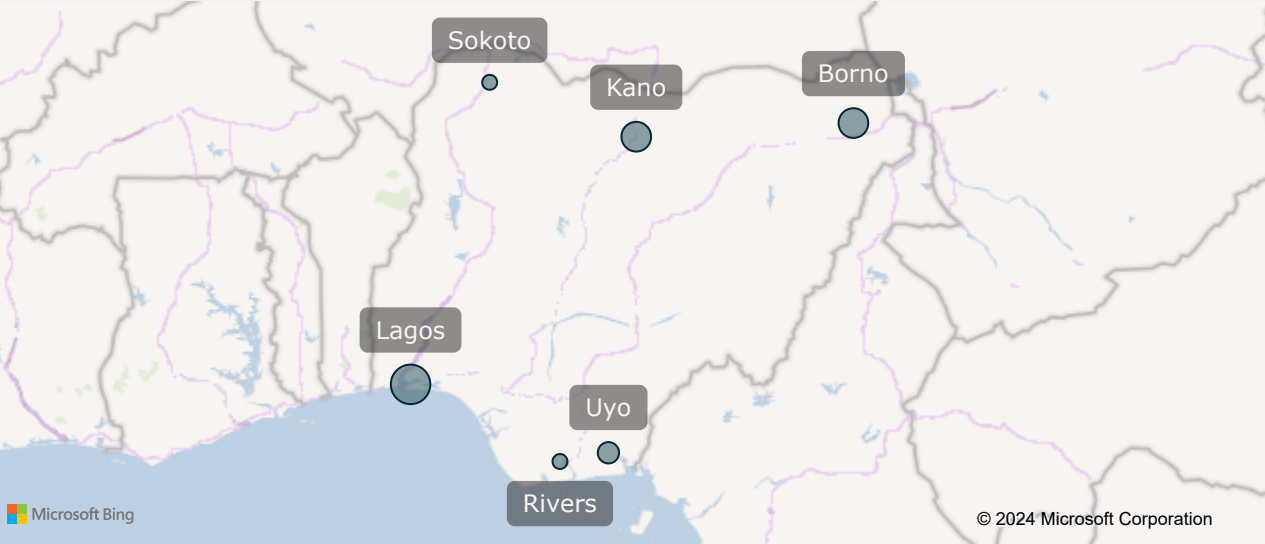 Sokoto
Kano
Borno
Lagos
Uyo
Rivers
Microsoft Bing
© 2024 Microsoft Corporation